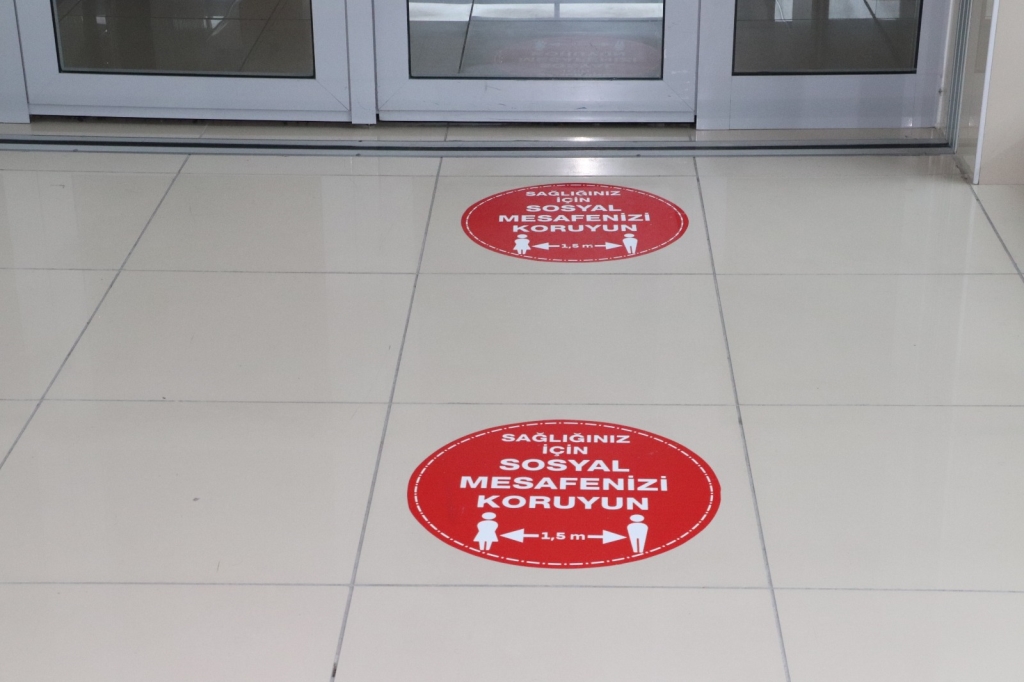 SAĞLIĞINIZ
İÇİN
SOSYAL
MESAFENİZİ
KORUYUN
1,5 m
SAĞLIĞINIZ
İÇİN
SOSYAL
MESAFENİZİ
KORUYUN
1,5 m